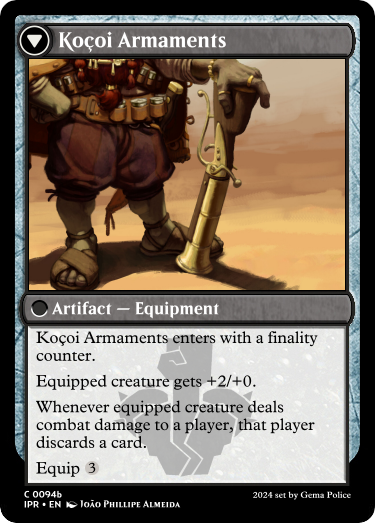 Koçoi Armaments
Artifact — Equipment
Koçoi Armaments enters with a finality
counter.
Equipped creature gets +2/+0.
Whenever equipped creature deals
combat damage to a player, that player
discards a card.
Equip 3
C 0094b
IPR • EN João Phillipe Almeida
2024 set by Gema Police